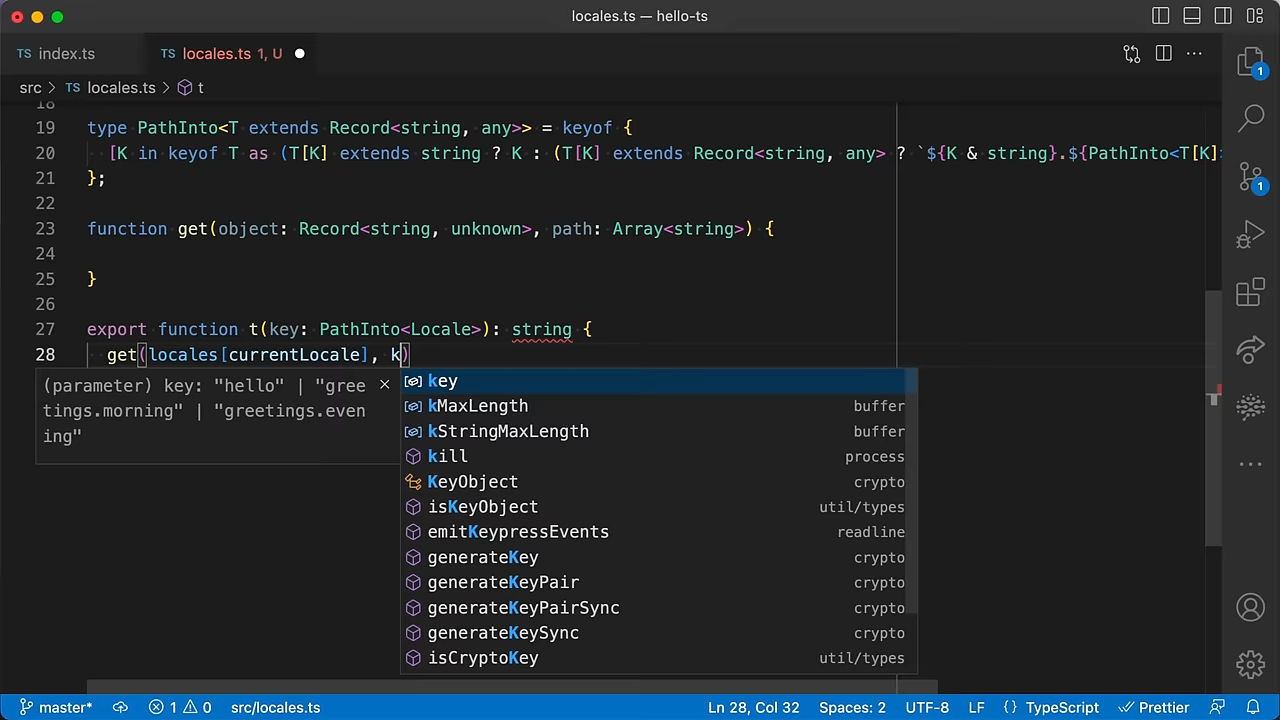 locales.ts — hello-ts
TS index.ts
TS locales.ts 1, U
src > TS locales.ts > t
18
19 type PathInto<T extends Record<string, any>> = keyof {
20 [K in keyof T as (T[K] extends string ? K : (T[K] extends Record<string, any> ? `${K & string}.${PathInto<T[K]>
21 };
22
23 function get(object: Record<string, unknown>, path: Array<string>) {
24
25 }
26
27 export function t(key: PathInto<Locale>): string {
28 get(locales[currentLocale], k)
(parameter) key: "hello" | "gree
tings.morning" | "greetings.even
ing"
key
kMaxLength buffer
kStringMaxLength buffer
kill process
KeyObject crypto
isKeyObject util/types
emitKeypressEvents readline
generateKey crypto
generateKeyPair crypto
generateKeyPairSync crypto
generateKeySync crypto
isCryptoKey util/types
1
1
master* 1 0 src/locales.ts Ln 28, Col 32 Spaces: 2 UTF-8 LF {} TypeScript Prettier